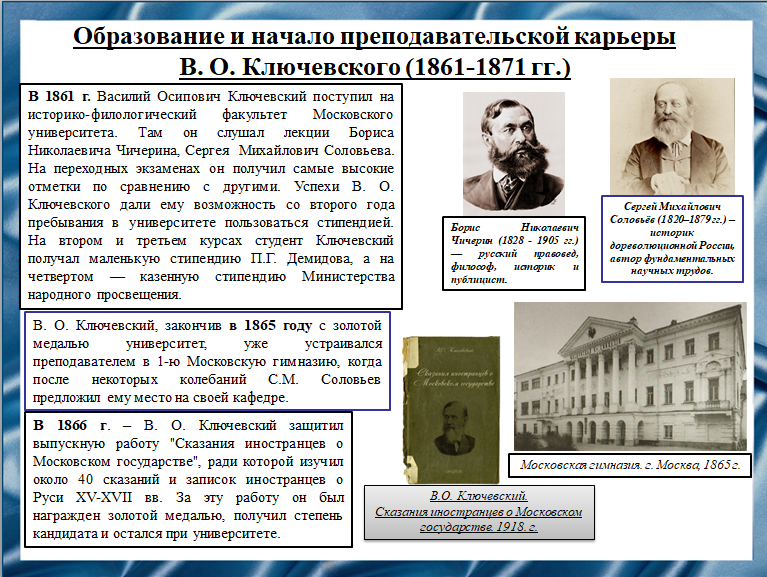 Образование и начало преподавательской карьеры
В. О. Ключевского (1861-1871 гг.)
В 1861 г. Василий Осипович Ключевский поступил на
историко-филологический факультет Московского
университета. Там он слушал лекции Бориса
Николаевича Чичерина, Сергея Михайлович Соловьева.
На переходных экзаменах он получил самые высокие
отметки по сравнению с другими. Успехи В. О.
Ключевского дали ему возможность со второго года
пребывания в университете пользоваться стипендией.
На втором и третьем курсах студент Ключевский
получал маленькую стипендию П.Г. Демидова, а на
четвертом — казенную стипендию Министерства
народного просвещения.
Борис Николаевич
Чичерин (1828 - 1905 гг.)
— русский правовед,
философ, историк и
публицист.
Сергей Михайлович
Соловьёв (1820–1879 гг.) –
историк
дореволюционной России,
автор фундаментальных
научных трудов.
В. О. Ключевский, закончив в 1865 году с золотой
медалью университет, уже устраивался
преподавателем в 1-ю Московскую гимназию, когда
после некоторых колебаний С.М. Соловьев
предложил ему место на своей кафедре.
В 1866 г. – В. О. Ключевский защитил
выпускную работу "Сказания иностранцев о
Московском государстве", ради которой изучил
около 40 сказаний и записок иностранцев о
Руси XV-XVII вв. За эту работу он был
награжден золотой медалью, получил степень
кандидата и остался при университете.
Сказания иностранцев о
Московском государстве
Московская гимназия. г. Москва, 1865 г.
В.О. Ключевский.
Сказания иностранцев о Московском
государстве. 1918. г.